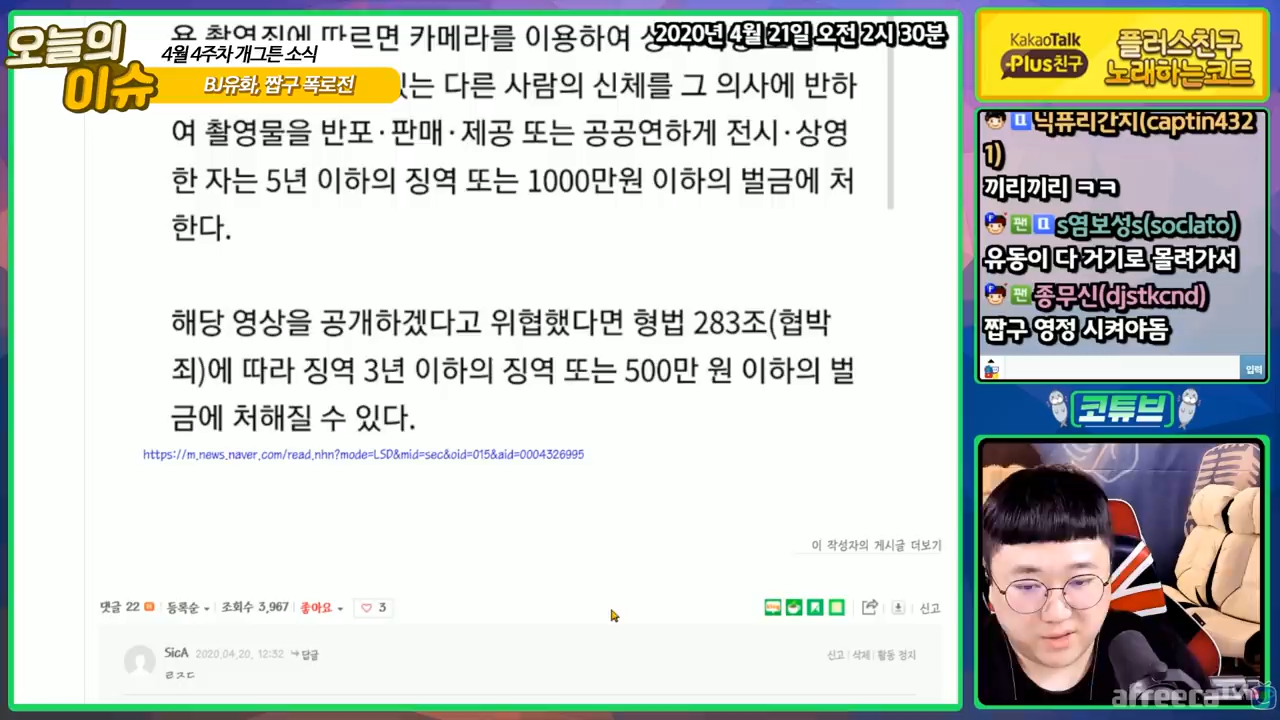 오늘의
이슈
4월 4주차 개그튼 소식
BJ유화, 짭구 폭로전
2020년 4월 21일 오전 2시 30분
따르면 카메라를 이용하여
있는 다른 사람의 신체를 그 의사에 반하
여 촬영물을 반포·판매·제공 또는 공공연하게 전시·상영
한 자는 5년 이하의 징역 또는 1000만원 이하의 벌금에 처
한다.
해당 영상을 공개하겠다고 위협했다면 형법 283조(협박
죄)에 따라 징역 3년 이하의 징역 또는 500만 원 이하의 벌
금에 처해질 수 있다.
https://m.news.naver.com/read.nhn?mode=LSD&mid=sec&oid=015&aid=0004326995
이 작성자의 게시글 더보기
댓글 22 등록순 조회수 3,967 좋아요 3
신고
SicA 2020.04.20. 12:32 답글
신고 삭제 활동 정지
ㄹㅈㄷ
KakaoTalk
Plus친구
플러스친구
노래하는코트
닉퓨리간지(captin432
1)
끼리끼리 ㅋㅋ
팬 s염보성s(soclato)
유동이 다 거기로 몰려가서
팬 종무신(djstkcnd)
짭구 영정 시켜야돔
입력
코튜브
afreecaTV